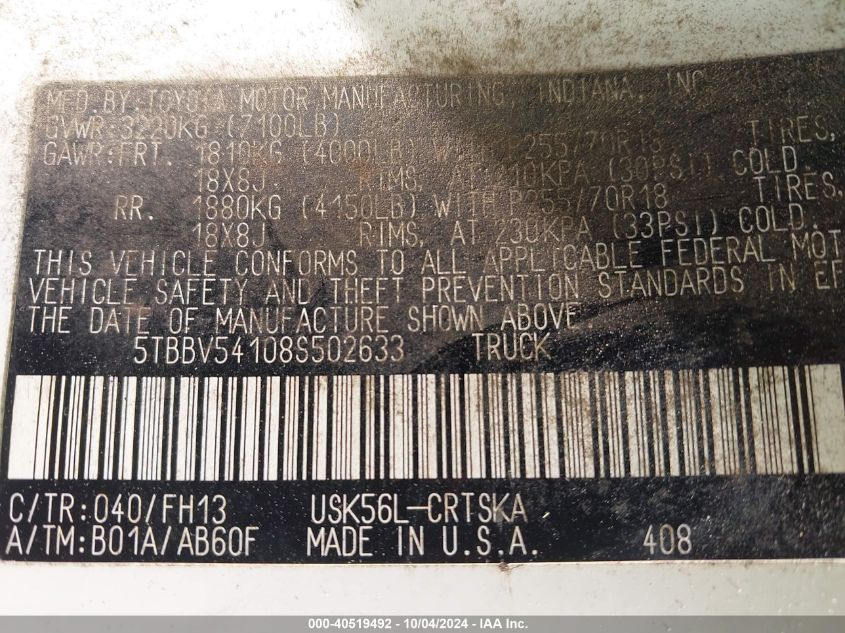 MFD.BY:TOYOTA MOTOR MANUFACTURING, INDIANA, INC
GVWR:3220KG (7100LB)
GAWR:FRT. 1810KG (4000LB) WITH 255/70R18 TIRES,
18X8J RIMS, AT 210KPA (30PSI) COLD.
RR. 1880KG (4150LB) WITH P255/70R18 TIRES,
18X8J RIMS, AT 230KPA (33PSI) COLD.
THIS VEHICLE CONFORMS TO ALL APPLICABLE FEDERAL MOT
VEHICLE SAFETY AND THEFT PREVENTION STANDARDS IN EF
THE DATE OF MANUFACTURE SHOWN ABOVE.
5TBBV54108S502633 TRUCK
C/TR:040/FH13 USK56L-CRTSKA
A/TM:B01A/AB60F MADE IN U.S.A. 408
000-40519492 - 10/04/2024 - IAA Inc.